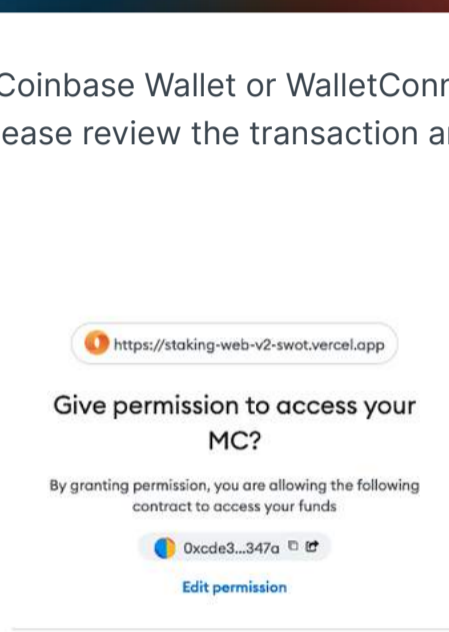 Coinbase Wallet or WalletConn
ease review the transaction a
https://staking-web-v2-swot.vercel.app
Give permission to access your
MC?
By granting permission, you are allowing the following
contract to access your funds
0xcde3...347a
Edit permission